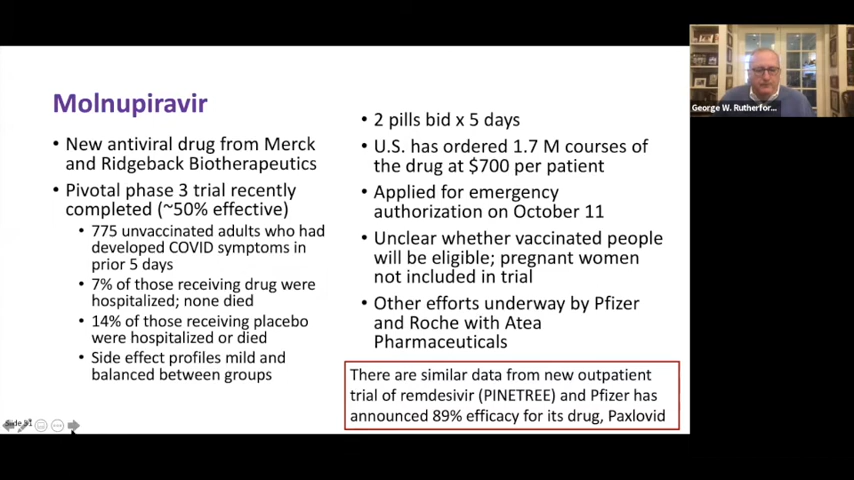 Molnupiravir
• New antiviral drug from Merck
and Ridgeback Biotherapeutics
• Pivotal phase 3 trial recently
completed (~50% effective)
• 775 unvaccinated adults who had
developed COVID symptoms in
prior 5 days
• 7% of those receiving drug were
hospitalized; none died
• 14% of those receiving placebo
were hospitalized or died
• Side effect profiles mild and
balanced between groups
• 2 pills bid x 5 days
• U.S. has ordered 1.7 M courses of
the drug at $700 per patient
• Applied for emergency
authorization on October 11
• Unclear whether vaccinated people
will be eligible; pregnant women
not included in trial
• Other efforts underway by Pfizer
and Roche with Atea
Pharmaceuticals
There are similar data from new outpatient
trial of remdesivir (PINETREE) and Pfizer has
announced 89% efficacy for its drug, Paxlovid
Slide 51
George W. Rutherfor...